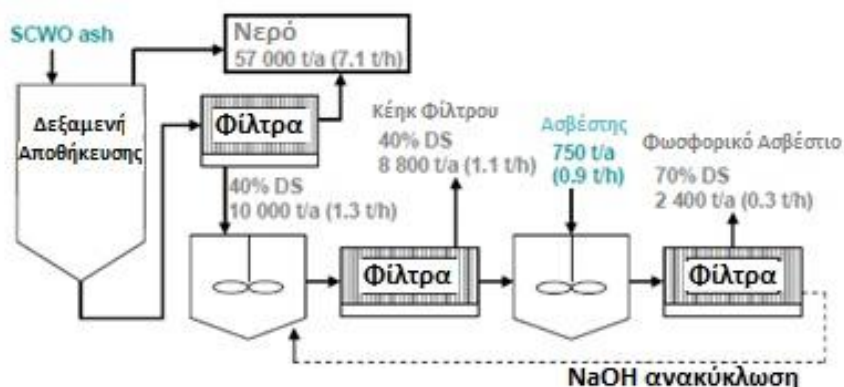 SCWO ash
Νερό
57 000 t/a (7.1 t/h)
Δεξαμενή
Αποθήκευσης
Φίλτρα
40% DS
10 000 t/a (1.3 t/h)
Κέηκ Φίλτρου
40% DS
8 800 t/a (1.1 t/h)
Ασβέστης
750 t/a
(0.9 t/h)
Φωσφορικό Ασβέστιο
70% DS
2 400 t/a (0.3 t/h)
Φίλτρα
Φίλτρα
NaOH ανακύκλωση